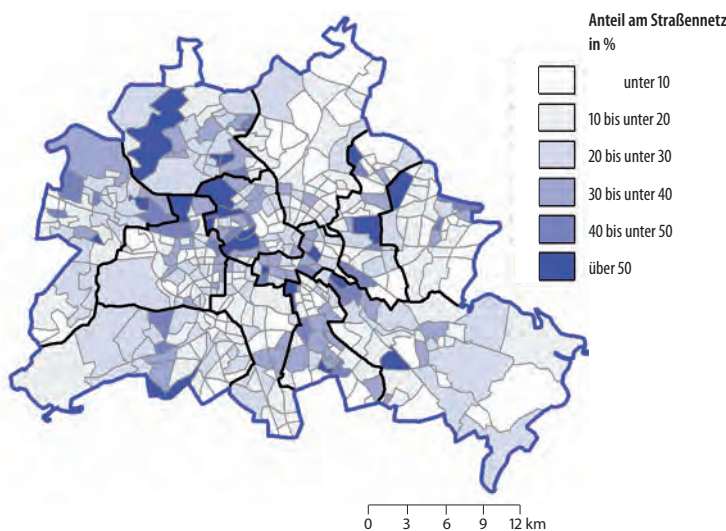 Anteil am Straßennetz
in %
unter 10
10 bis unter 20
20 bis unter 30
30 bis unter 40
40 bis unter 50
über 50
0 3 6 9 12 km